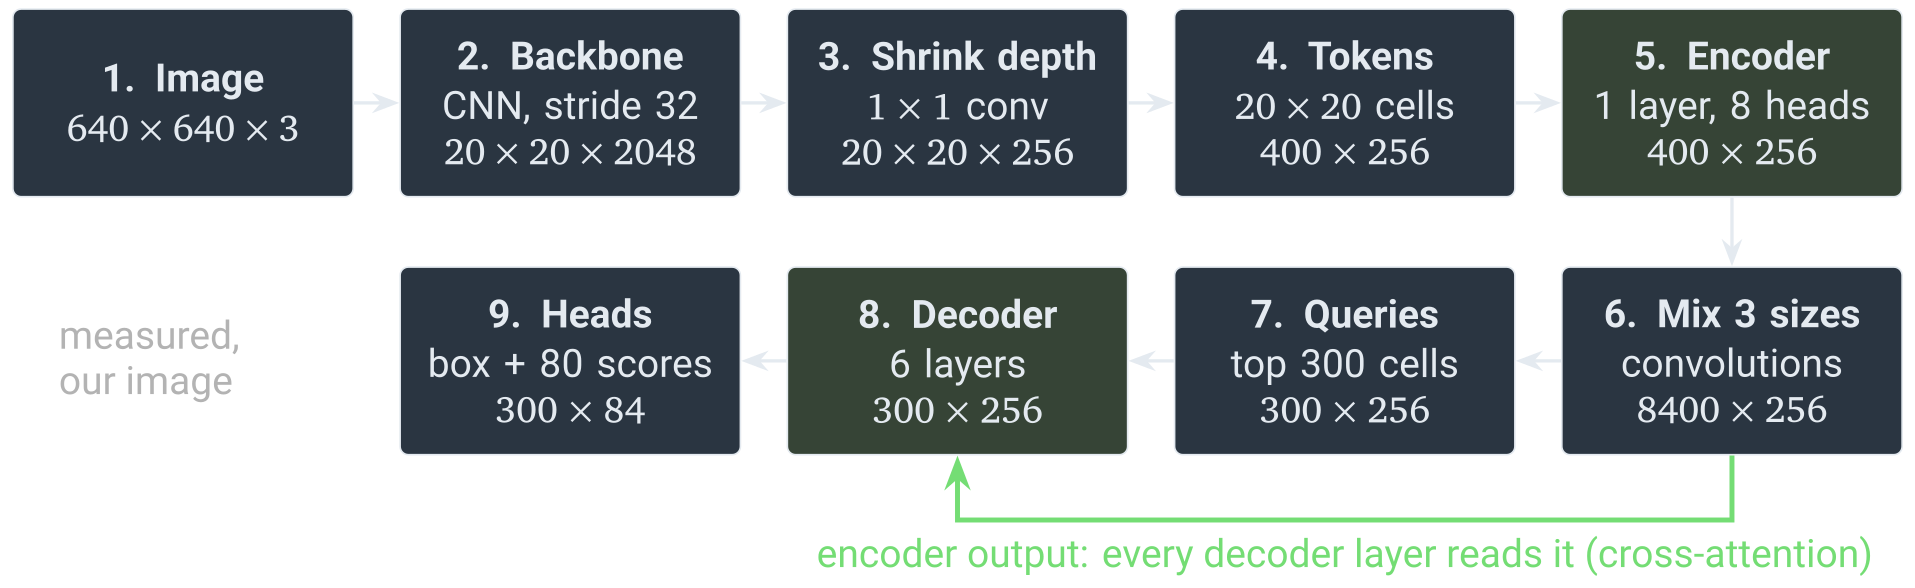 1. Image
640 × 640 × 3
2. Backbone
CNN, stride 32
20 × 20 × 2048
3. Shrink depth
1 × 1 conv
20 × 20 × 256
4. Tokens
20 × 20 cells
400 × 256
5. Encoder
1 layer, 8 heads
400 × 256
6. Mix 3 sizes
convolutions
8400 × 256
7. Queries
top 300 cells
300 × 256
8. Decoder
6 layers
300 × 256
9. Heads
box + 80 scores
300 × 84
measured,
our image
encoder output: every decoder layer reads it (cross-attention)